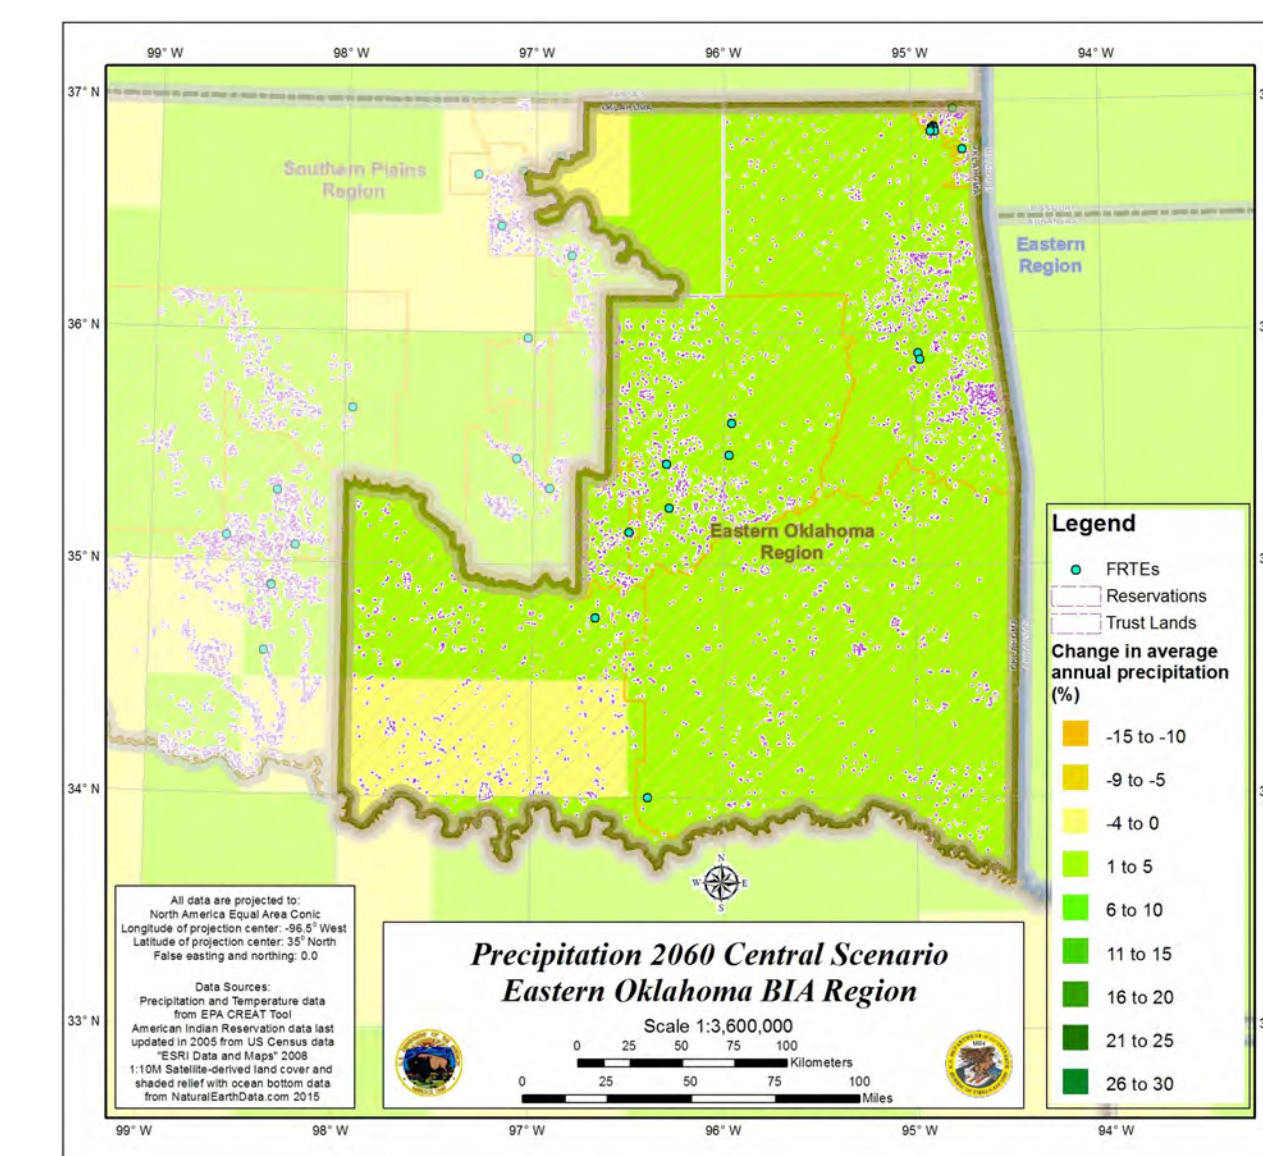 99° W
98° W
97° W
96° W
95° W
94° W
37° N
KANSAS
OKLAHOMA
Southern Plains
Region
MISSOURI
ARKANSAS
Eastern
Region
36° N
Eastern Oklahoma
Region
35° N
34° N
33° N
Legend
FRTEs
Reservations
Trust Lands
Change in average
annual precipitation
(%)
-15 to -10
-9 to -5
-4 to 0
1 to 5
6 to 10
11 to 15
16 to 20
21 to 25
26 to 30
N
W
E
S
All data are projected to:
North America Equal Area Conic
Longitude of projection center: -96.5° West
Latitude of projection center: 35° North
False easting and northing: 0.0
Data Sources:
Precipitation and Temperature data
from EPA CREAT Tool
American Indian Reservation data last
updated in 2005 from US Census data
"ESRI Data and Maps" 2008
1:10M Satellite-derived land cover and
shaded relief with ocean bottom data
from NaturalEarthData.com 2015
Precipitation 2060 Central Scenario
Eastern Oklahoma BIA Region
Scale 1:3,600,000
0 25 50 75 100
Kilometers
0 25 50 75 100
Miles
99° W
98° W
97° W
96° W
95° W
94° W